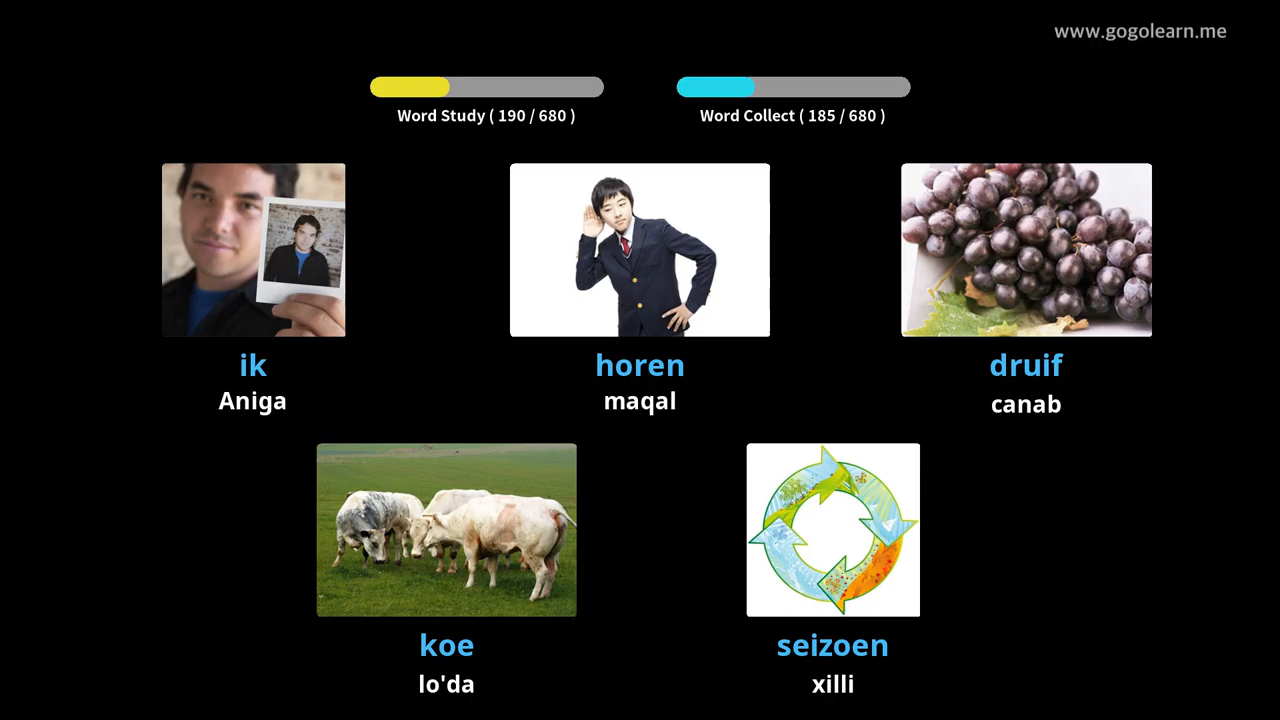 www.gogolearn.me
Word Study ( 190 / 680 )
Word Collect ( 185 / 680 )
ik
Aniga
horen
maqal
druif
canab
koe
lo'da
seizoen
xilli